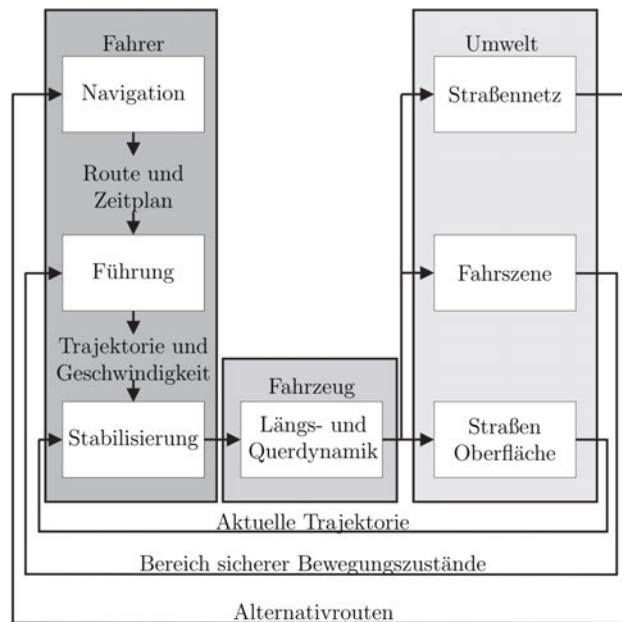 Fahrer
Umwelt
Navigation
Straßennetz
Route und
Zeitplan
Führung
Fahrszene
Trajektorie und
Geschwindigkeit
Fahrzeug
Stabilisierung
Längs- und
Querdynamik
Straßen
Oberfläche
Aktuelle Trajektorie
Bereich sicherer Bewegungszustände
Alternativrouten